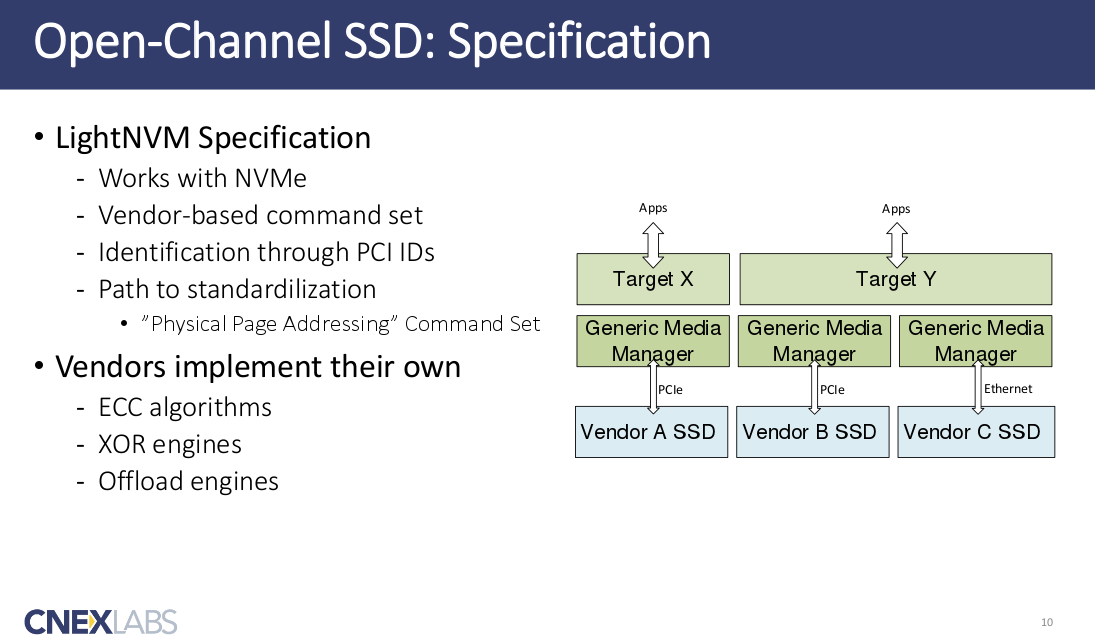 Open-Channel SSD: Specification
• LightNVM Specification
- Works with NVMe
- Vendor-based command set
- Identification through PCI IDs
- Path to standardilization
• ”Physical Page Addressing” Command Set
• Vendors implement their own
- ECC algorithms
- XOR engines
- Offload engines
Apps
Apps
Target X
Target Y
Generic Media
Manager
Generic Media
Manager
Generic Media
Manager
PCIe
PCIe
Ethernet
Vendor A SSD
Vendor B SSD
Vendor C SSD
CNEXLABS
10